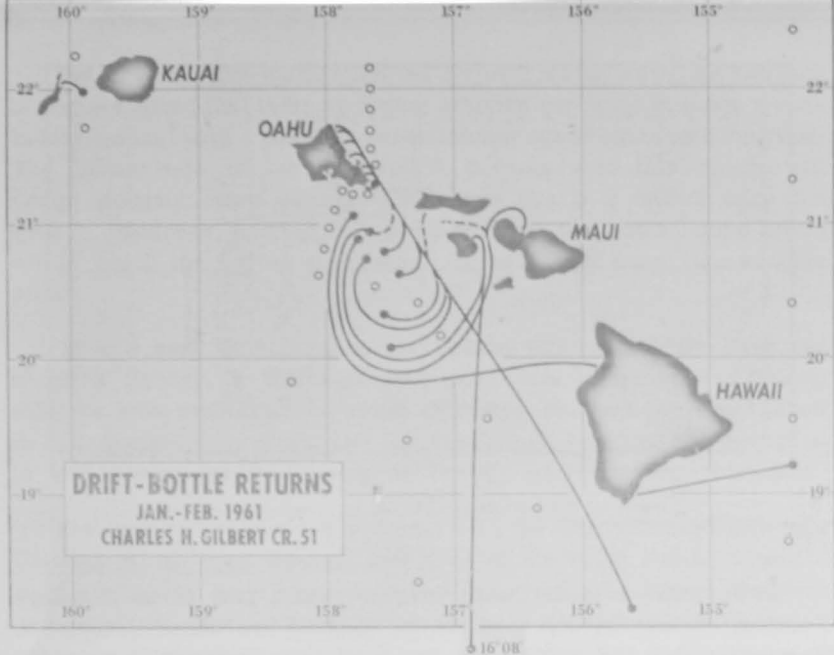 160° 159° 158° 157° 156° 155°
22° 22°
KAUAI
OAHU
21° 21°
MAUI
20° 20°
HAWAII
19° 19°
DRIFT-BOTTLE RETURNS
JAN.-FEB. 1961
CHARLES H. GILBERT CR. 51
160° 159° 158° 157° 156° 155°
16°08'